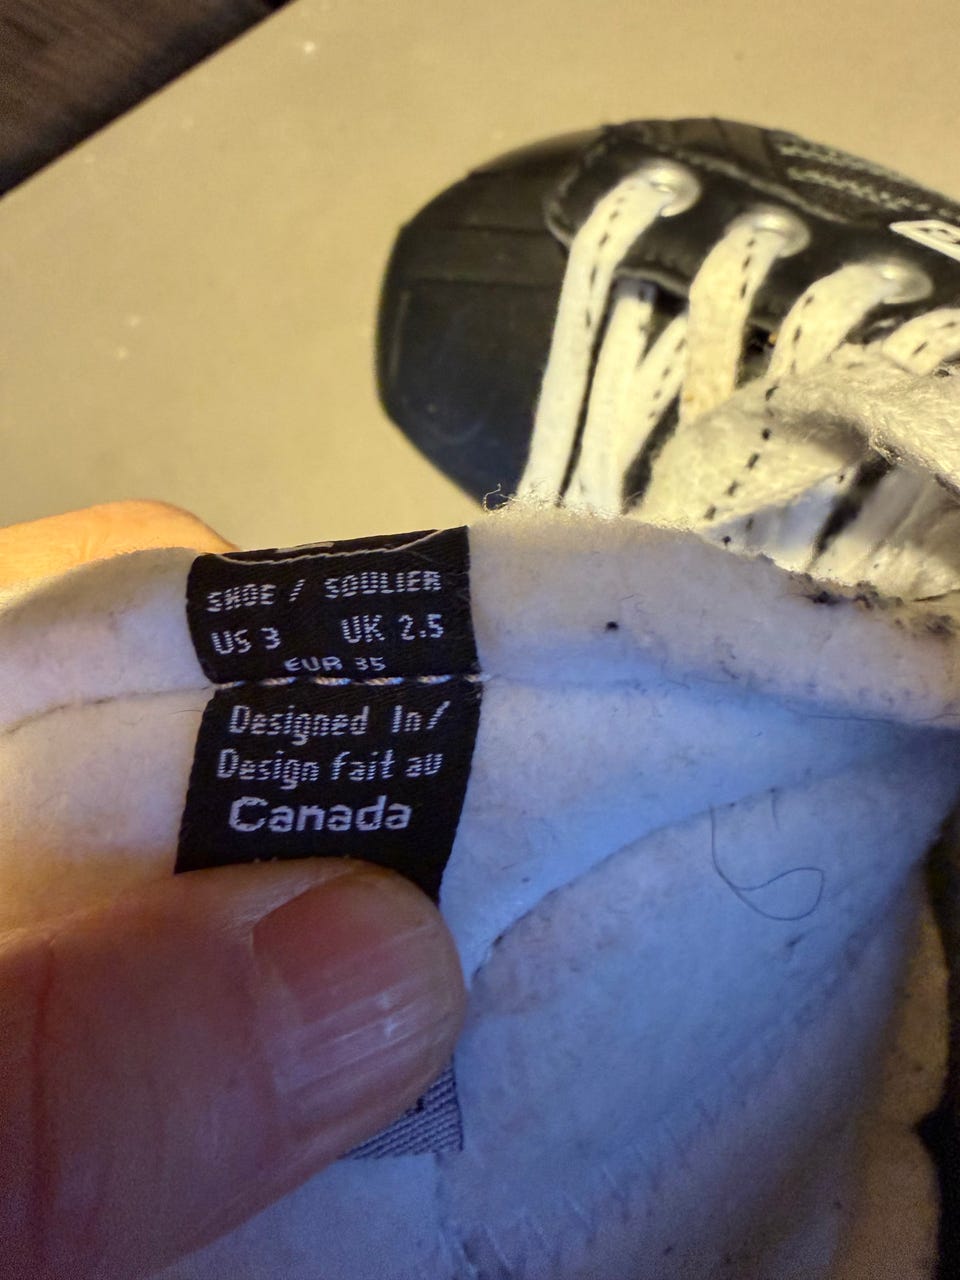 SHOE / SOULIER
US 3 UK 2.5
EUR 35
Designed In/
Design fait au
Canada